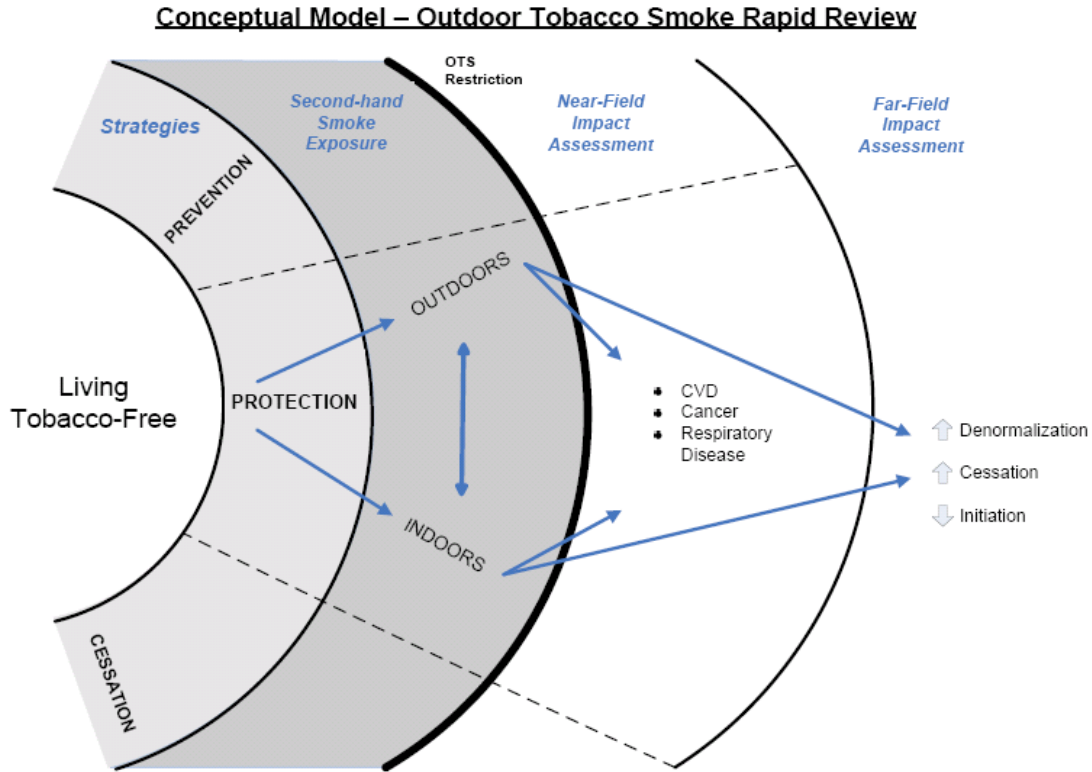 Conceptual Model – Outdoor Tobacco Smoke Rapid Review
OTS
Restriction
Strategies
Second-hand
Smoke
Exposure
Near-Field
Impact
Assessment
Far-Field
Impact
Assessment
PREVENTION
OUTDOORS
Living
Tobacco-Free
PROTECTION
CVD
Cancer
Respiratory
Disease
Denormalization
Cessation
Initiation
INDOORS
CESSATION